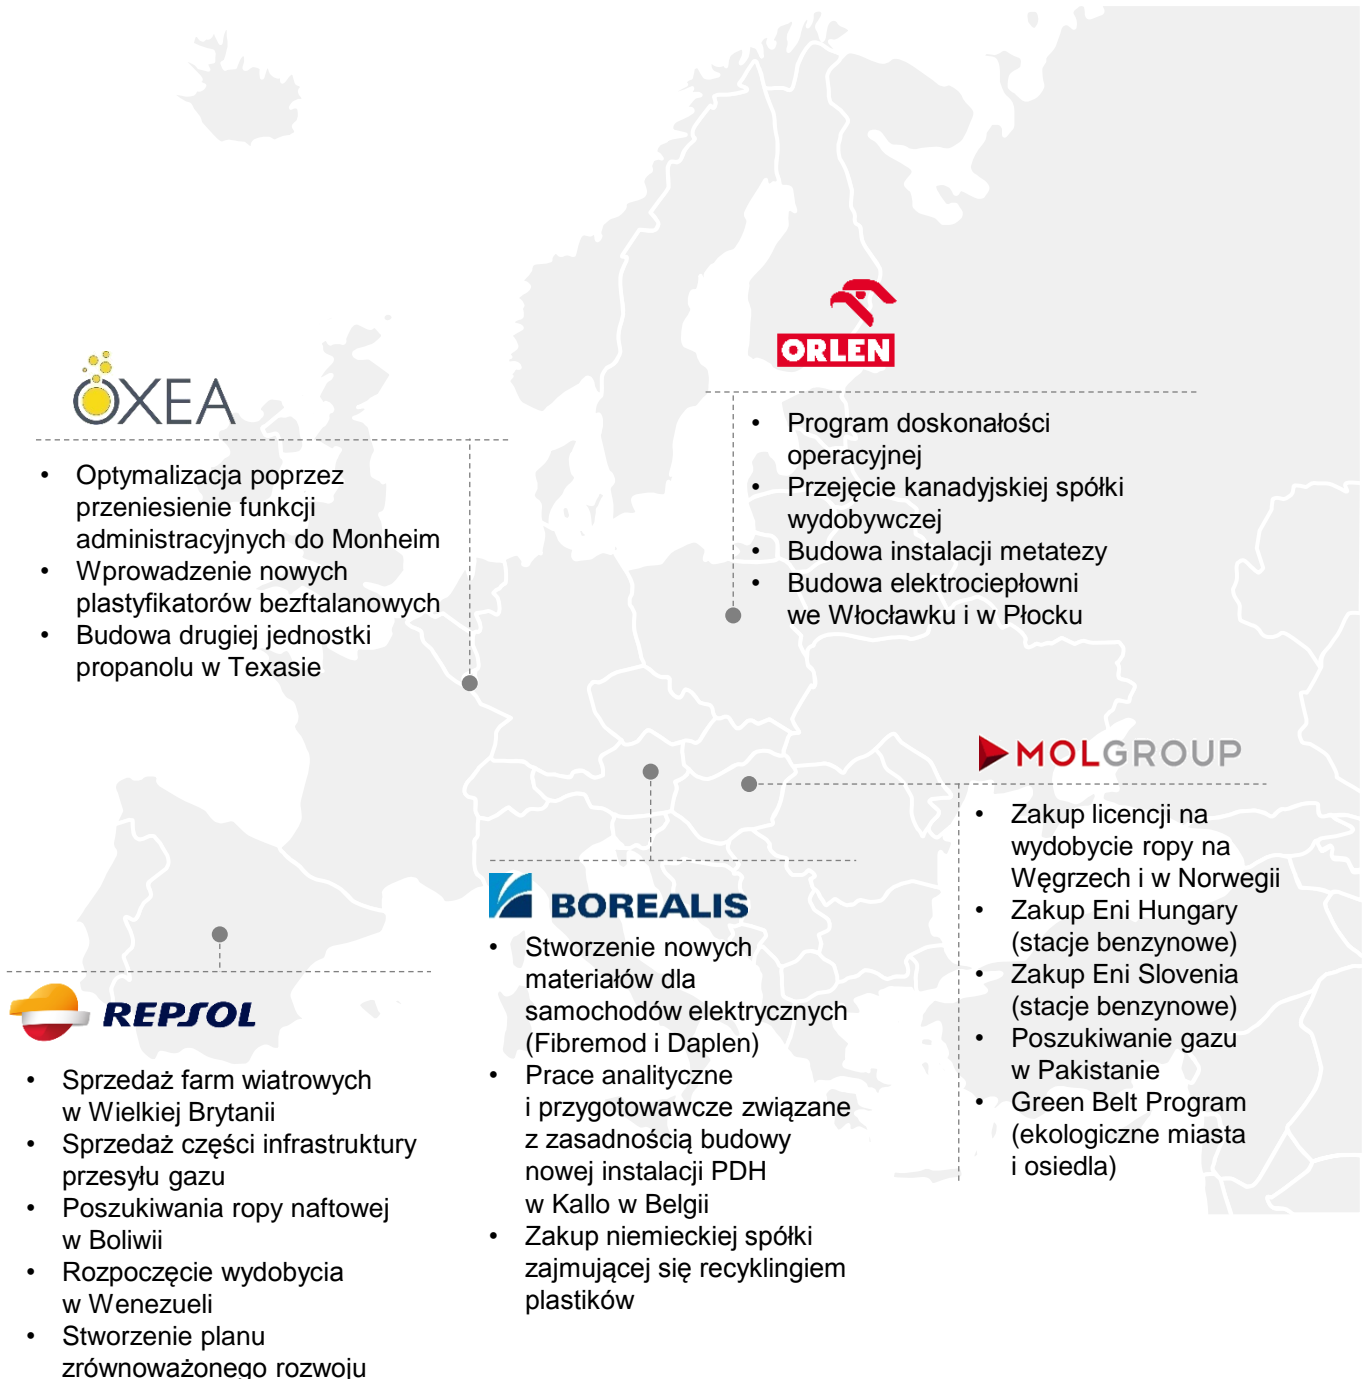 OXEA
• Optymalizacja poprzez
przeniesienie funkcji
administracyjnych do Monheim
• Wprowadzenie nowych
plastyfikatorów bezftalanowych
• Budowa drugiej jednostki
propanolu w Texasie
ORLEN
• Program doskonałości
operacyjnej
• Przejęcie kanadyjskiej spółki
wydobywczej
• Budowa instalacji metatezy
• Budowa elektrociepłowni
we Włocławku i w Płocku
MOLGROUP
• Zakup licencji na
wydobycie ropy na
Węgrzech i w Norwegii
• Zakup Eni Hungary
(stacje benzynowe)
• Zakup Eni Slovenia
(stacje benzynowe)
• Poszukiwanie gazu
w Pakistanie
• Green Belt Program
(ekologiczne miasta
i osiedla)
BOREALIS
• Stworzenie nowych
materiałów dla
samochodów elektrycznych
(Fibremod i Daplen)
• Prace analityczne
i przygotowawcze związane
z zasadnością budowy
nowej instalacji PDH
w Kallo w Belgii
• Zakup niemieckiej spółki
zajmującej się recyklingiem
plastików
REPSOL
• Sprzedaż farm wiatrowych
w Wielkiej Brytanii
• Sprzedaż części infrastruktury
przesyłu gazu
• Poszukiwania ropy naftowej
w Boliwii
• Rozpoczęcie wydobycia
w Wenezueli
• Stworzenie planu
zrównoważonego rozwoju